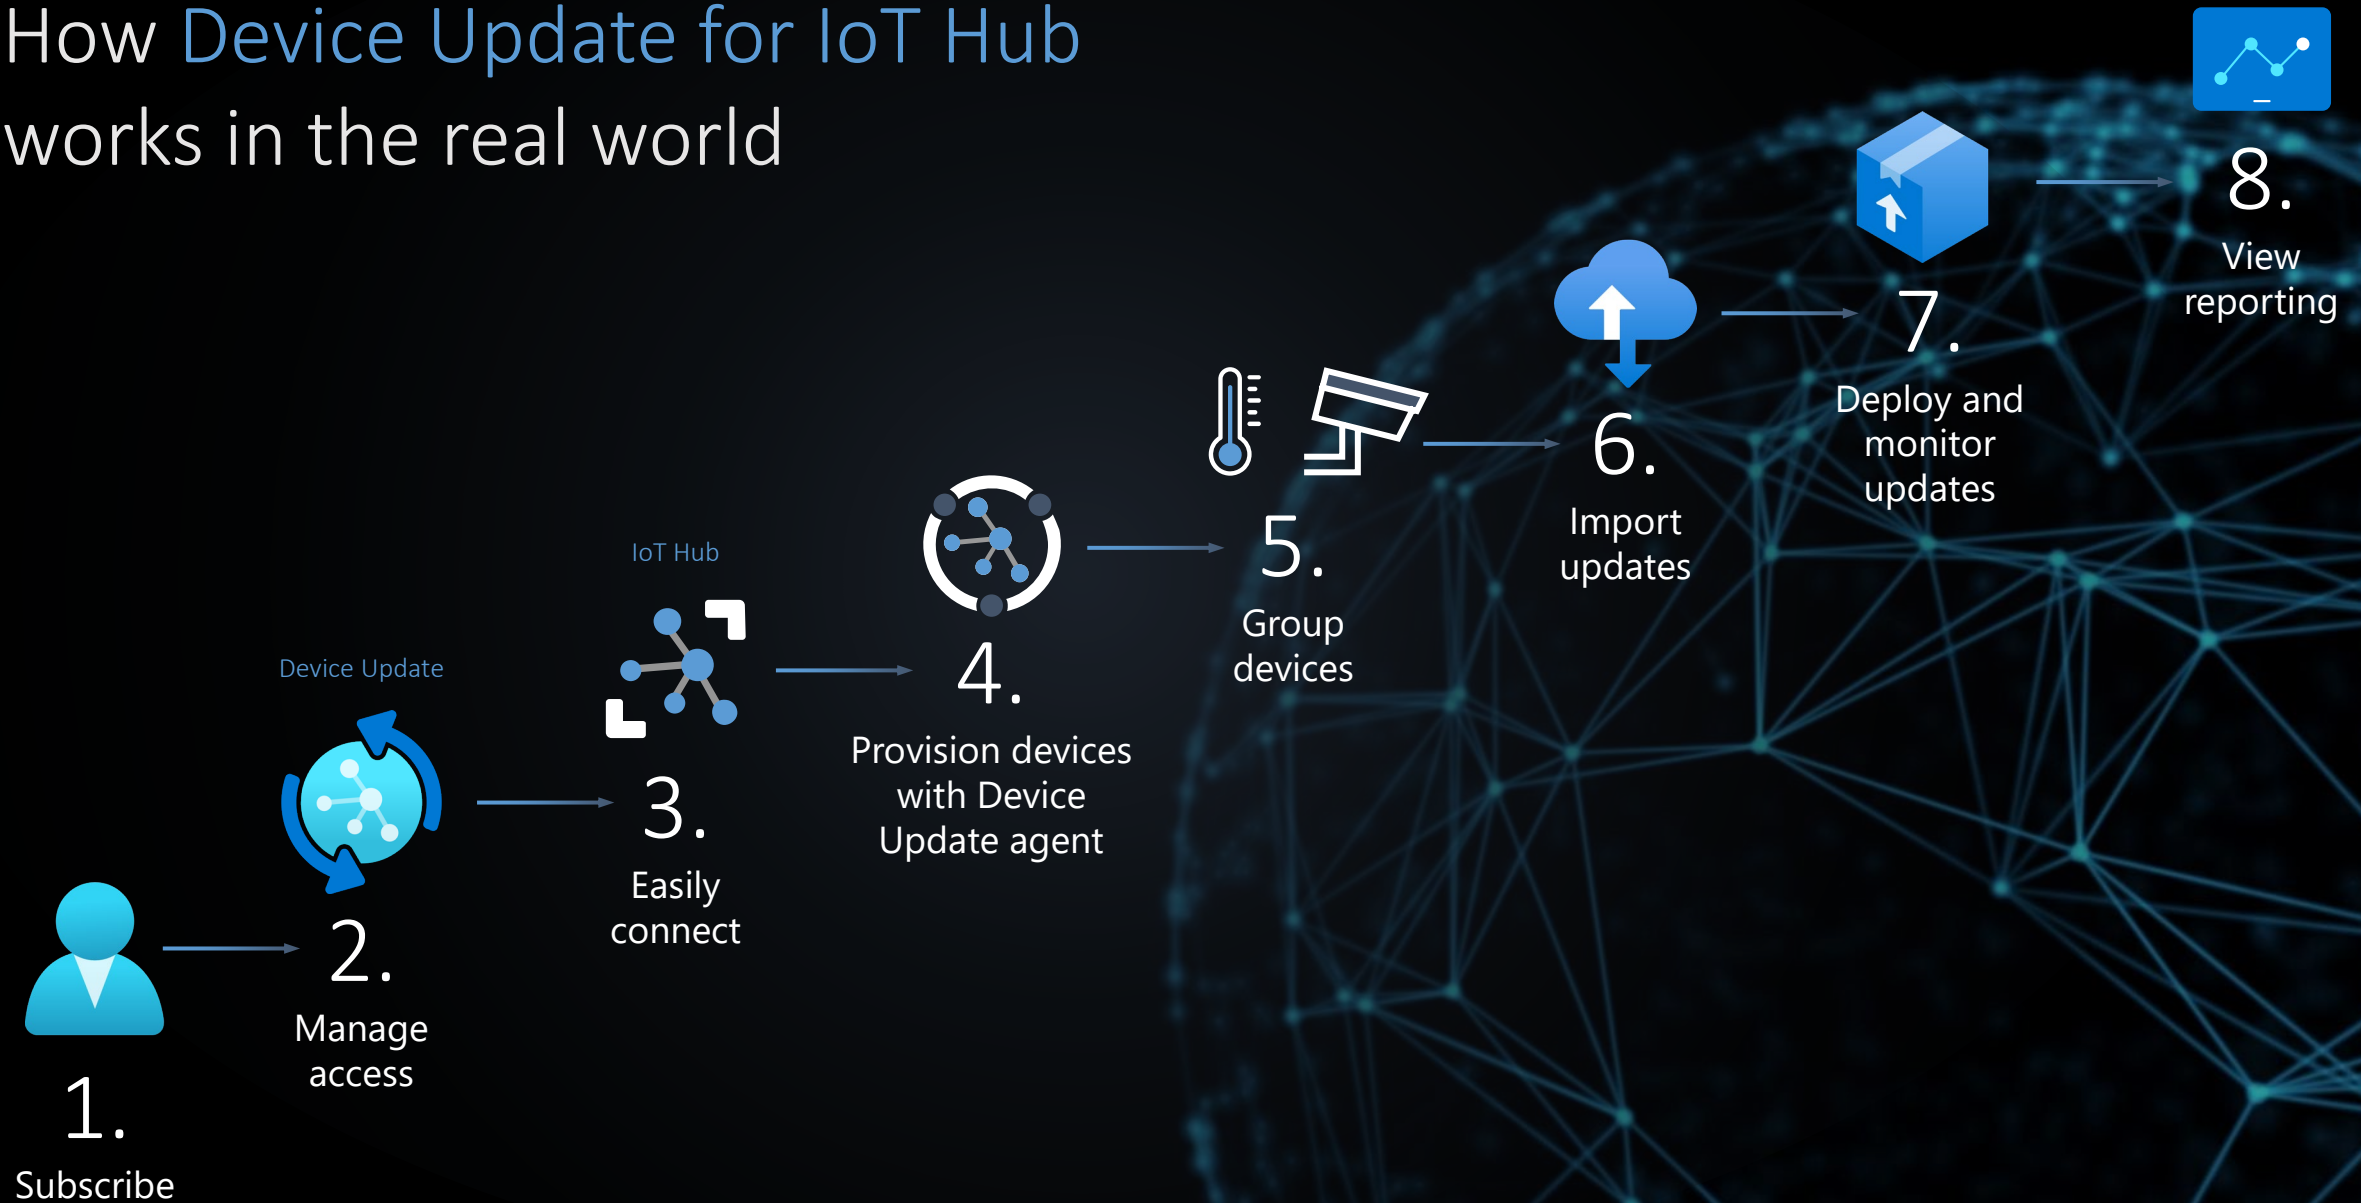 How Device Update for IoT Hub
works in the real world
1.
Subscribe
Device Update
2.
Manage
access
IoT Hub
3.
Easily
connect
4.
Provision devices
with Device
Update agent
5.
Group
devices
6.
Import
updates
7.
Deploy and
monitor
updates
8.
View
reporting